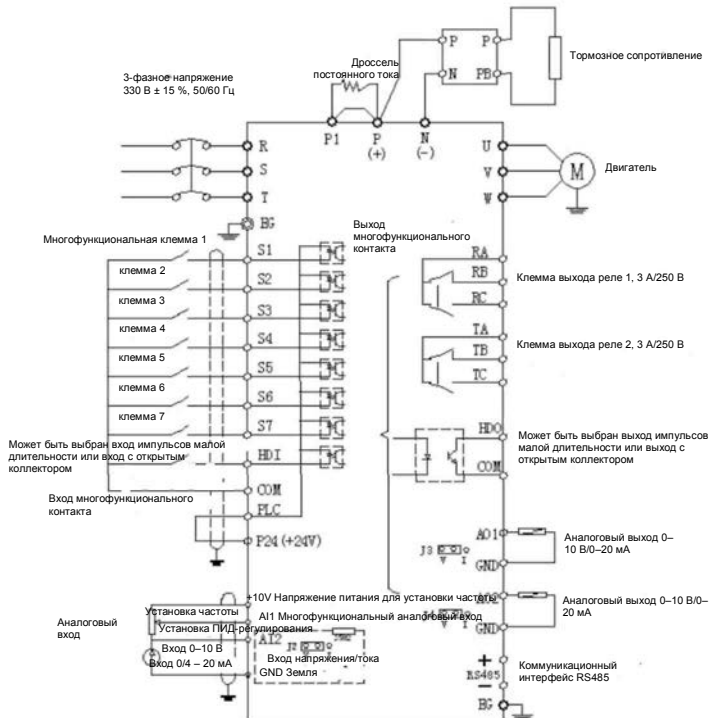 Тормозное сопротивление
P
P
N
PB
Дроссель
постоянного тока
3-фазное напряжение
330 В ± 15 %, 50/60 Гц
P1
P
(+)
N
(-)
R
S
T
U
V
W
M
Двигатель
BG
Многофункциональная клемма 1
клемма 2
клемма 3
клемма 4
клемма 5
клемма 6
клемма 7
S1
S2
S3
S4
S5
S6
S7
HDI
COM
PLC
P24 (+24V)
Может быть выбран вход импульсов малой
длительности или вход с открытым
коллектором
Вход многофункционального
контакта
Выход
многофункционального
контакта
RA
RB
RC
Клемма выхода реле 1, 3 А/250 В
TA
TB
TC
Клемма выхода реле 2, 3 А/250 В
HDO
COM
Может быть выбран выход импульсов
малой длительности или выход с
открытым коллектором
AO1
J3
V I
GND
Аналоговый выход 0–
10 В/0–20 мА
AO2
GND
Аналоговый выход 0–10 В/0–
20 мА
+10V Напряжение питания для установки частоты
AI1 Многофункциональный аналоговый вход
AI2
J2
V I
Вход напряжения/тока
GND Земля
Аналоговый
вход
Установка частоты
Установка ПИД-регулирования
Вход 0–10 В
Вход 0/4 – 20 мА
+
RS485
−
Коммуникационный
интерфейс RS485
BG